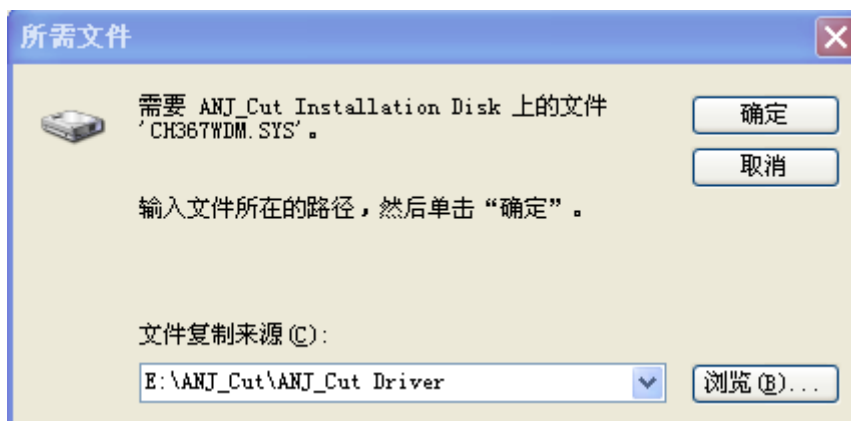 所需文件
需要 ANJ_Cut Installation Disk 上的文件
'CH367WDM.SYS'。
确定
取消
输入文件所在的路径，然后单击“确定”。
文件复制来源(C):
E:\ANJ_Cut\ANJ_Cut Driver
浏览(B)...